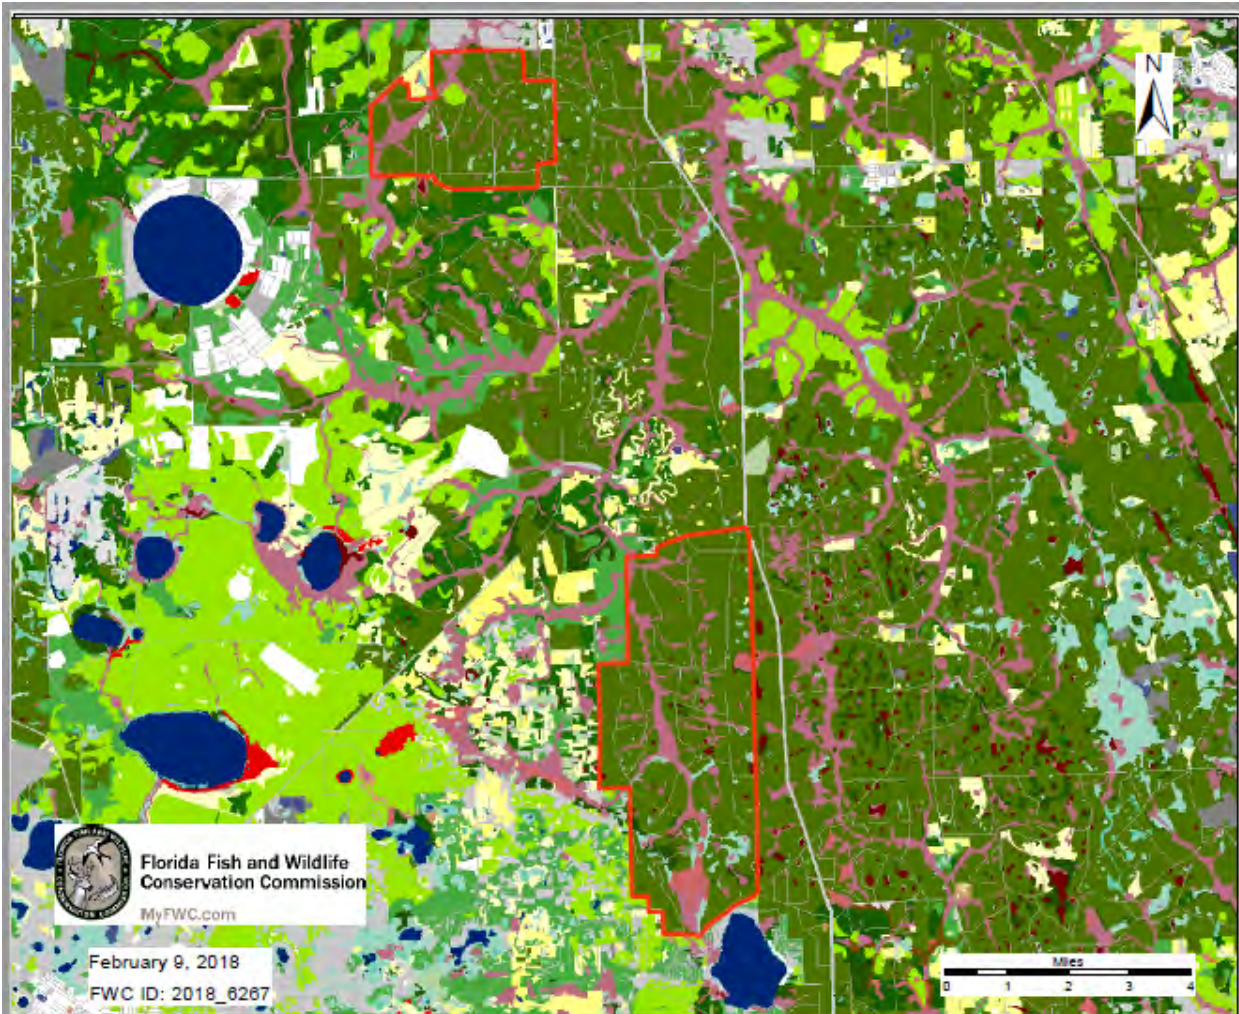 N
Florida Fish and Wildlife
Conservation Commission
MyFWC.com
February 9, 2018
FWC ID: 2018_6267
Miles
0 1 2 3 4